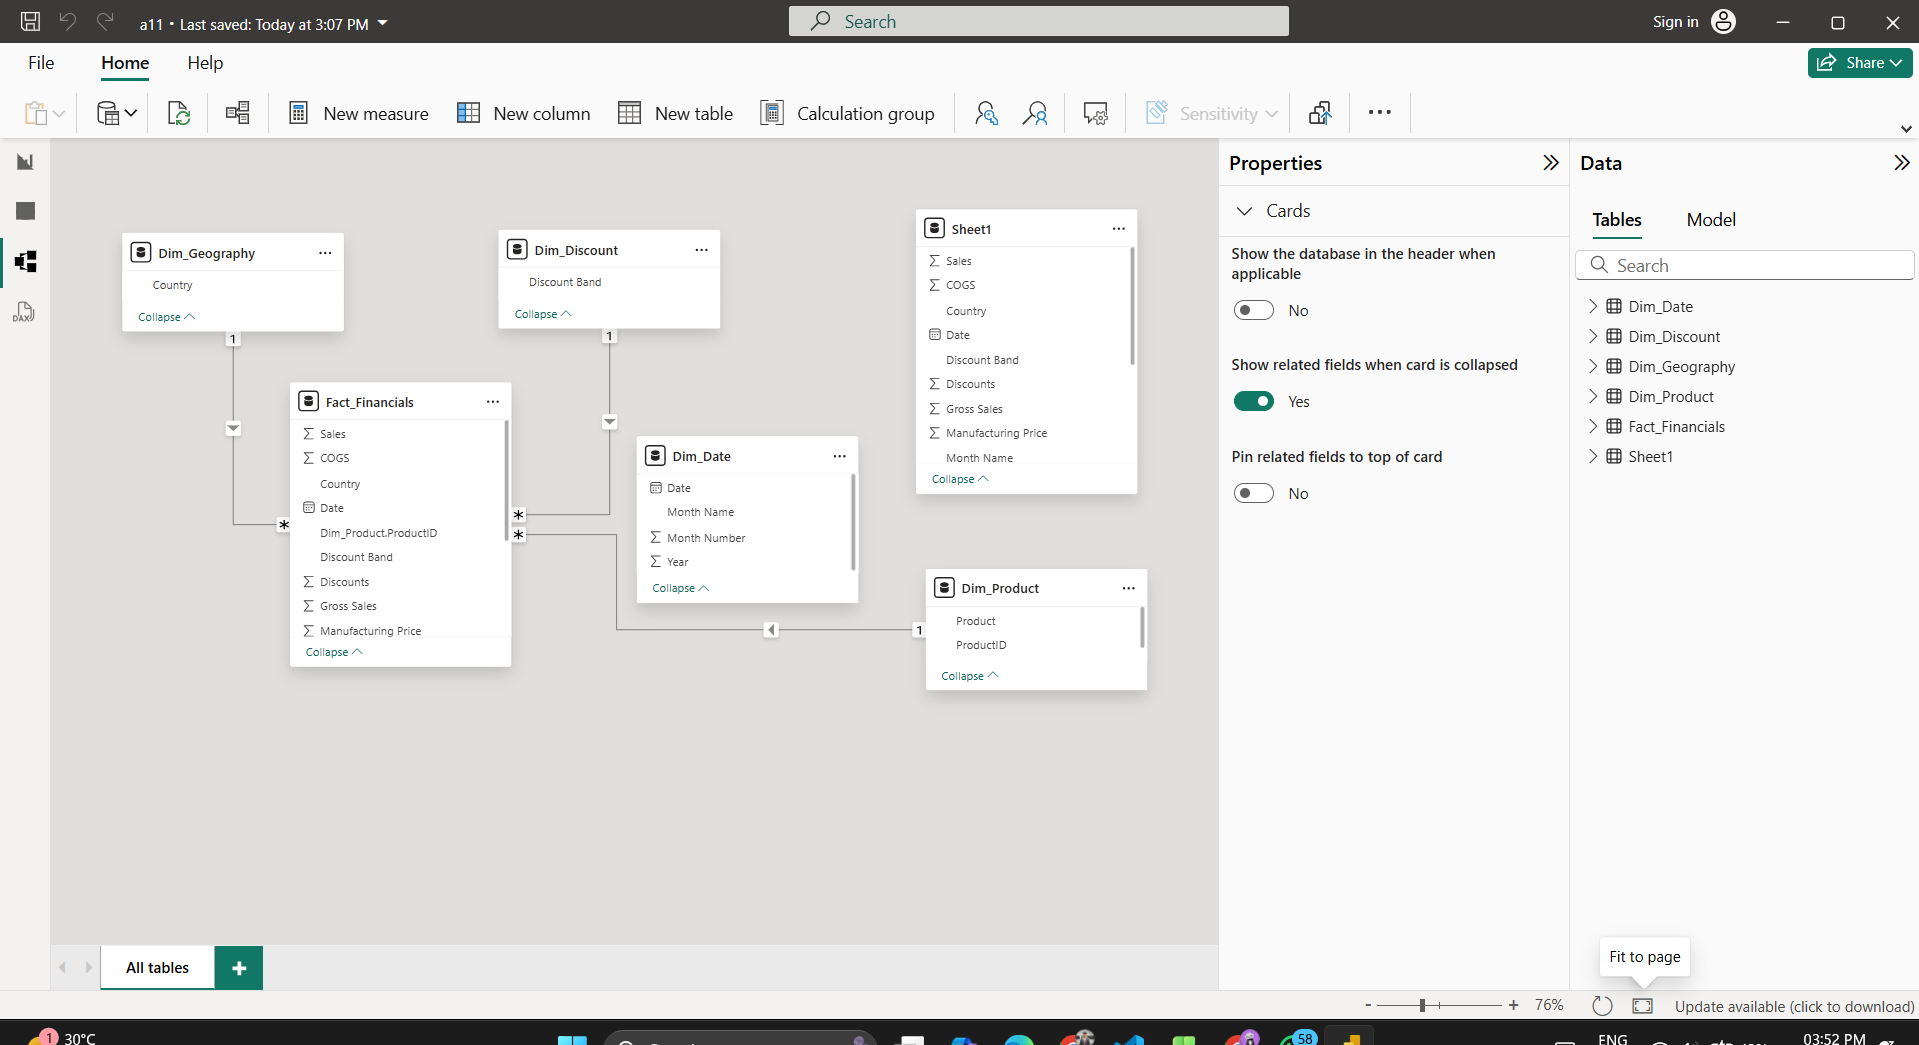 a11 • Last saved: Today at 3:07 PM
Search
Sign in
File
Home
Help
Share
New measure
New column
New table
Calculation group
Sensitivity
DAX
Dim_Geography
Country
Collapse
1
Dim_Discount
Discount Band
Collapse
1
Fact_Financials
Sales
COGS
Country
Date
Dim_Product.ProductID
Discount Band
Discounts
Gross Sales
Manufacturing Price
Collapse
*
*
*
Dim_Date
Date
Month Name
Month Number
Year
Collapse
Sheet1
Sales
COGS
Country
Date
Discount Band
Discounts
Gross Sales
Manufacturing Price
Month Name
Collapse
1
Dim_Product
Product
ProductID
Collapse
Properties
Cards
Show the database in the header when
applicable
No
Show related fields when card is collapsed
Yes
Pin related fields to top of card
No
Data
Tables
Model
Search
Dim_Date
Dim_Discount
Dim_Geography
Dim_Product
Fact_Financials
Sheet1
Fit to page
All tables
- + 76%
Update available (click to download)
1
30°C
58
ENG
03:52 PM